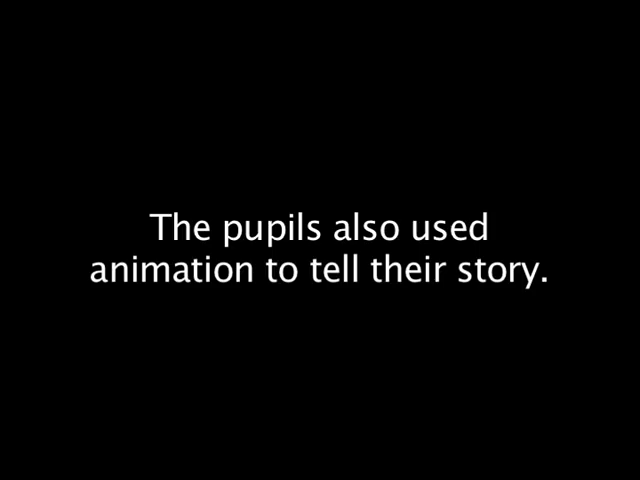 The pupils also used
animation to tell their story.